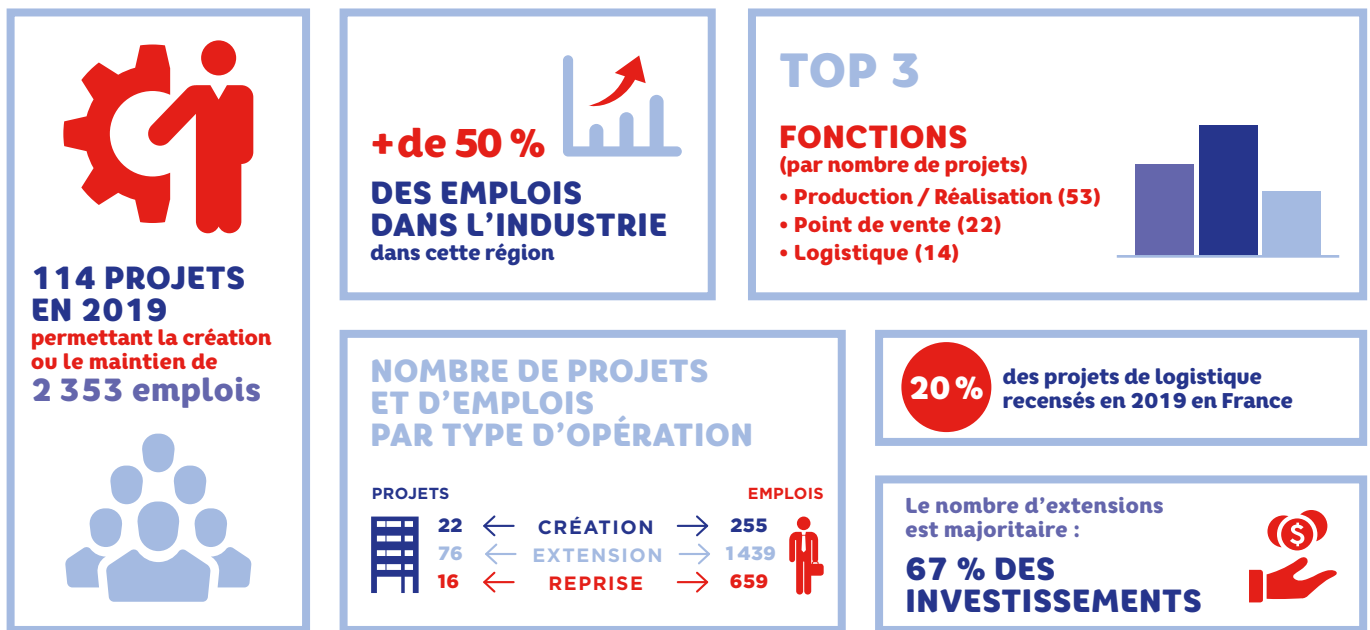 114 PROJETS
EN 2019
permettant la création
ou le maintien de
2 353 emplois
+ de 50 %
DES EMPLOIS
DANS L'INDUSTRIE
dans cette région
TOP 3
FONCTIONS
(par nombre de projets)
• Production / Réalisation (53)
• Point de vente (22)
• Logistique (14)
NOMBRE DE PROJETS
ET D'EMPLOIS
PAR TYPE D'OPÉRATION
PROJETS EMPLOIS
22 ← CRÉATION → 255
76 ← EXTENSION → 1 439
16 ← REPRISE → 659
20 %
des projets de logistique
recensés en 2019 en France
Le nombre d'extensions
est majoritaire :
67 % DES
INVESTISSEMENTS
$